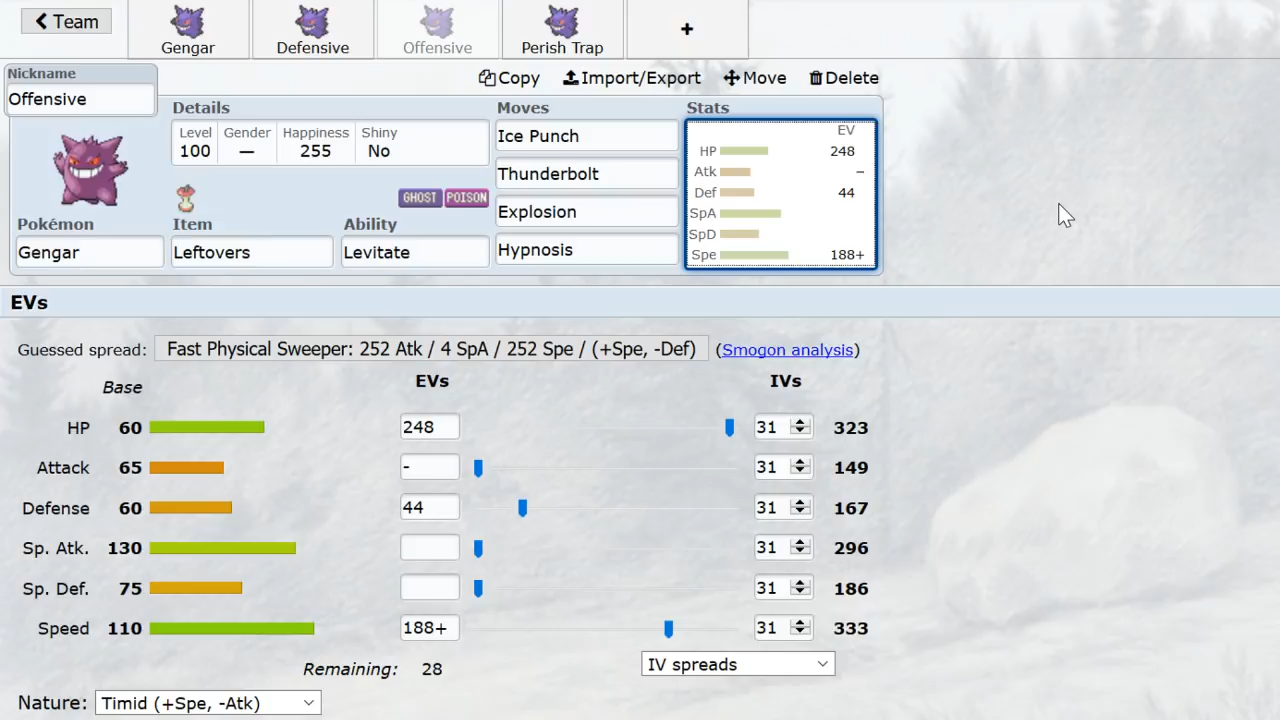 Team
Gengar
Defensive
Offensive
Perish Trap
+
Nickname
Offensive
Copy
Import/Export
Move
Delete
Details
Level
100
Gender
—
Happiness
255
Shiny
No
GHOST
POISON
Pokémon
Gengar
Item
Leftovers
Ability
Levitate
Moves
Ice Punch
Thunderbolt
Explosion
Hypnosis
Stats
EV
HP 248
Atk –
Def 44
SpA
SpD
Spe 188+
EVs
Guessed spread: Fast Physical Sweeper: 252 Atk / 4 SpA / 252 Spe / (+Spe, -Def) (Smogon analysis)
Base EVs IVs
HP 60 248 31 323
Attack 65 - 31 149
Defense 60 44 31 167
Sp. Atk. 130 31 296
Sp. Def. 75 31 186
Speed 110 188+ 31 333
Remaining: 28 IV spreads
Nature: Timid (+Spe, -Atk)